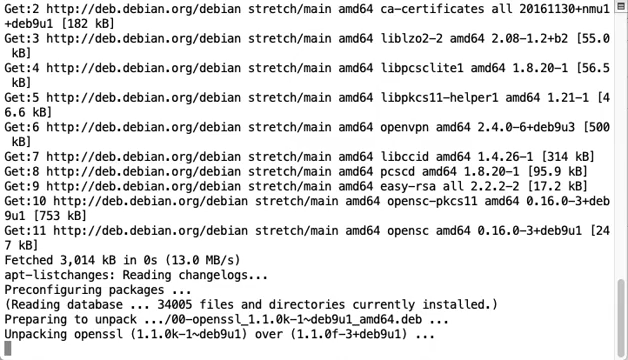 Get:2 http://deb.debian.org/debian stretch/main amd64 ca-certificates all 20161130+nmu1
+deb9u1 [182 kB]
Get:3 http://deb.debian.org/debian stretch/main amd64 liblzo2-2 amd64 2.08-1.2+b2 [55.0
 kB]
Get:4 http://deb.debian.org/debian stretch/main amd64 libpcsclite1 amd64 1.8.20-1 [56.5
 kB]
Get:5 http://deb.debian.org/debian stretch/main amd64 libpkcs11-helper1 amd64 1.21-1 [4
6.6 kB]
Get:6 http://deb.debian.org/debian stretch/main amd64 openvpn amd64 2.4.0-6+deb9u3 [500
 kB]
Get:7 http://deb.debian.org/debian stretch/main amd64 libccid amd64 1.4.26-1 [314 kB]
Get:8 http://deb.debian.org/debian stretch/main amd64 pcscd amd64 1.8.20-1 [95.9 kB]
Get:9 http://deb.debian.org/debian stretch/main amd64 easy-rsa all 2.2.2-2 [17.2 kB]
Get:10 http://deb.debian.org/debian stretch/main amd64 opensc-pkcs11 amd64 0.16.0-3+deb
9u1 [753 kB]
Get:11 http://deb.debian.org/debian stretch/main amd64 opensc amd64 0.16.0-3+deb9u1 [24
7 kB]
Fetched 3,014 kB in 0s (13.0 MB/s)
apt-listchanges: Reading changelogs...
Preconfiguring packages ...
(Reading database ... 34005 files and directories currently installed.)
Preparing to unpack .../00-openssl_1.1.0k-1~deb9u1_amd64.deb ...
Unpacking openssl (1.1.0k-1~deb9u1) over (1.1.0f-3+deb9u1) ...